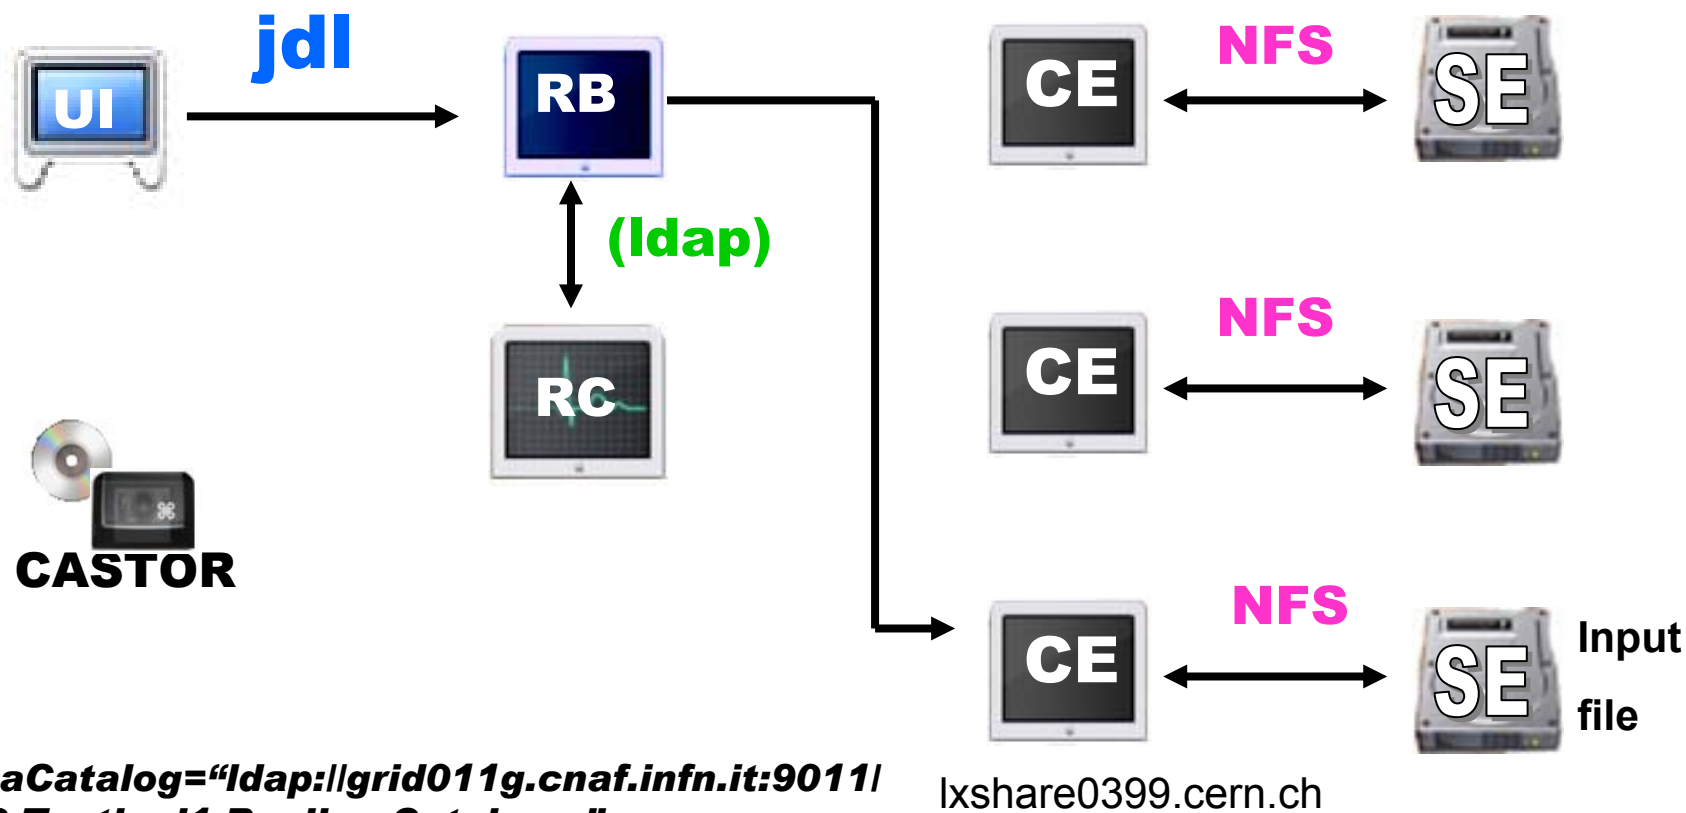 jdl
UI
RB
CE
NFS
SE
(ldap)
RC
CE
NFS
SE
CASTOR
CE
NFS
SE
Input
file
aCatalog=“ldap://grid011g.cnaf.infn.it:9011/
lxshare0399.cern.ch